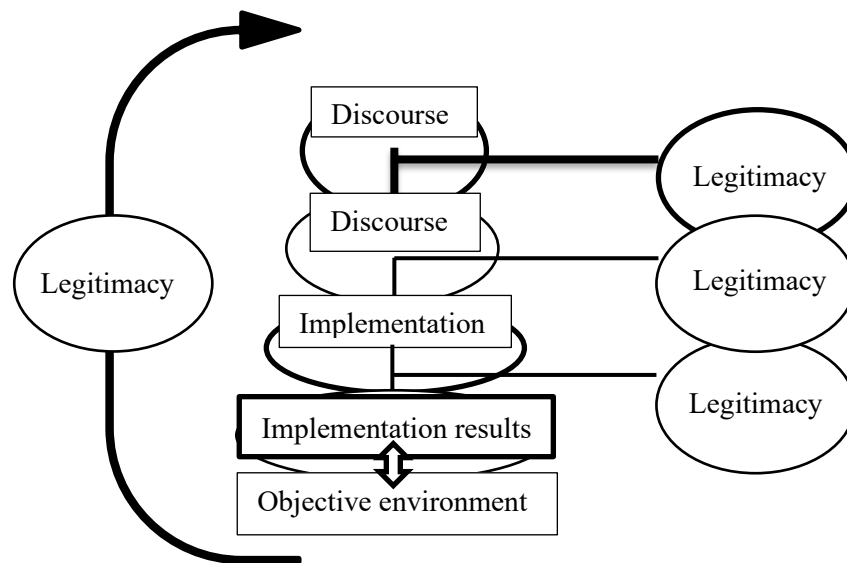 Discourse
Legitimacy
Discourse
Legitimacy
Legitimacy
Implementation
Legitimacy
Implementation results
Objective environment